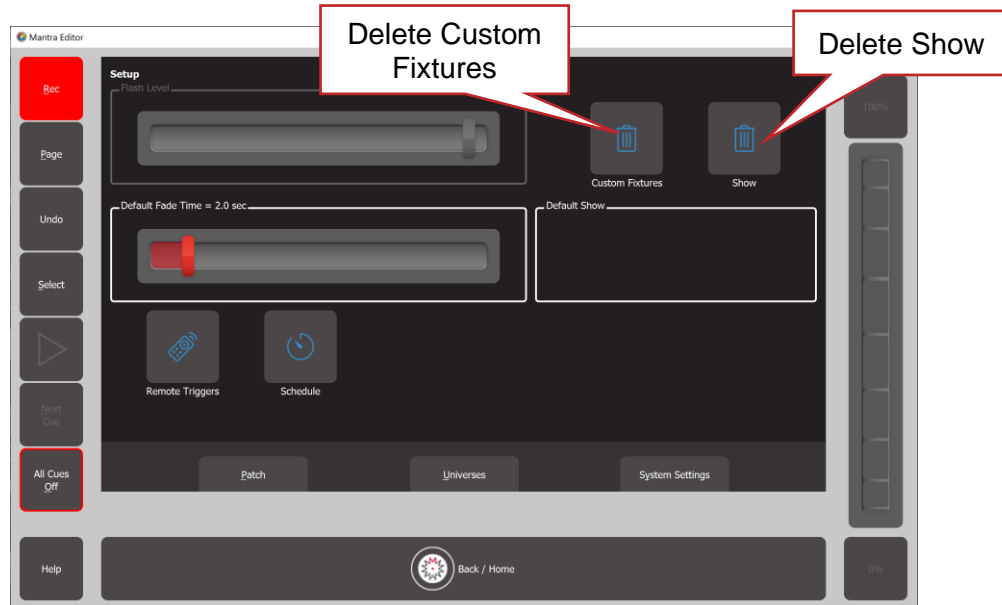 Delete Custom
Fixtures
Delete Show
Mantra Editor
Rec
Setup
Flash Level
100%
Page
Custom Fixtures
Show
Undo
Default Fade Time = 2.0 sec
Default Show
Select
Remote Triggers
Schedule
Next
Cue
All Cues
Off
Patch
Universes
System Settings
Help
Back / Home
0%